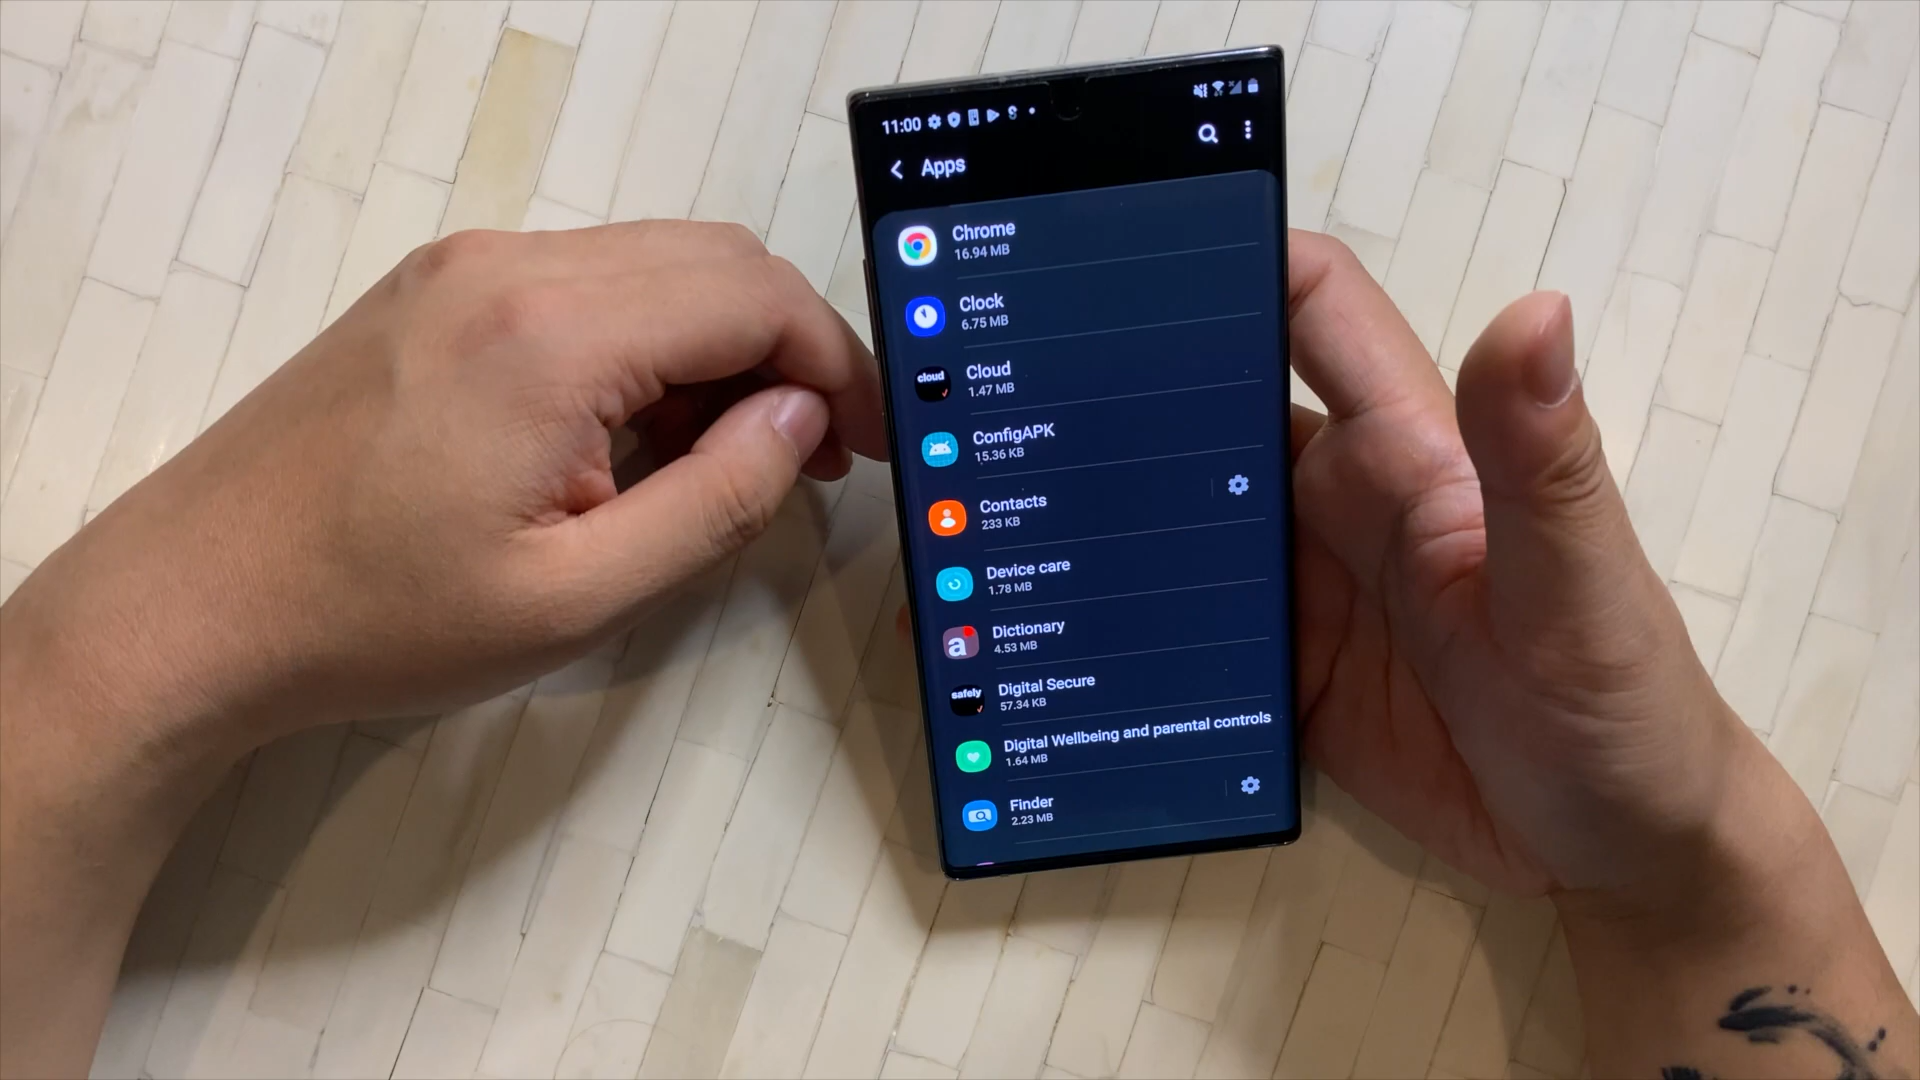 11:00
Apps
Chrome
16.94 MB
Clock
6.75 MB
cloud
Cloud
1.47 MB
ConfigAPK
15.36 KB
Contacts
233 KB
Device care
1.78 MB
a
Dictionary
4.53 MB
safely
Digital Secure
57.34 KB
Digital Wellbeing and parental controls
1.64 MB
Finder
2.23 MB